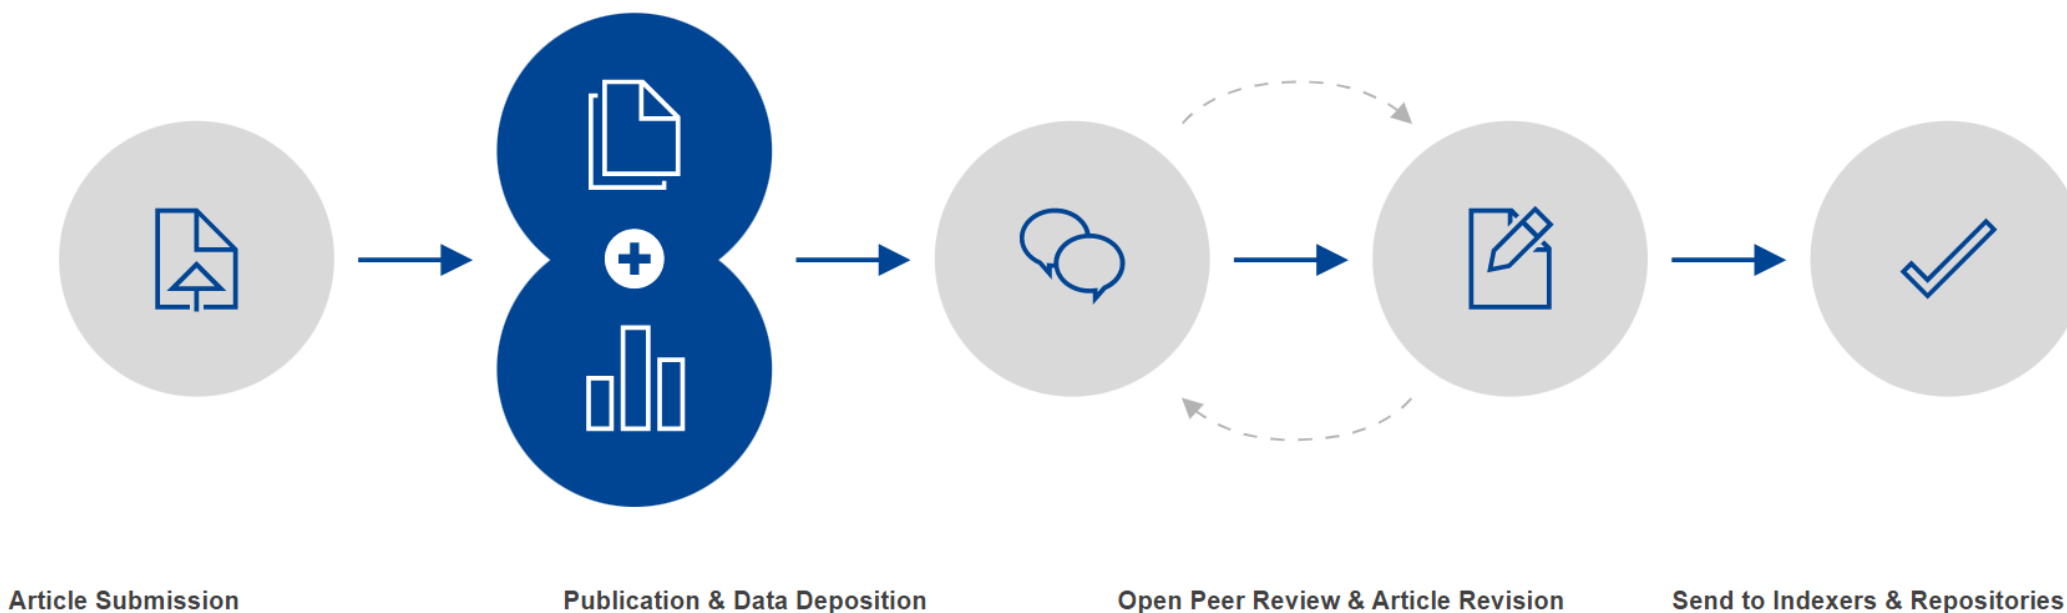 Article Submission
Publication & Data Deposition
Open Peer Review & Article Revision
Send to Indexers & Repositories